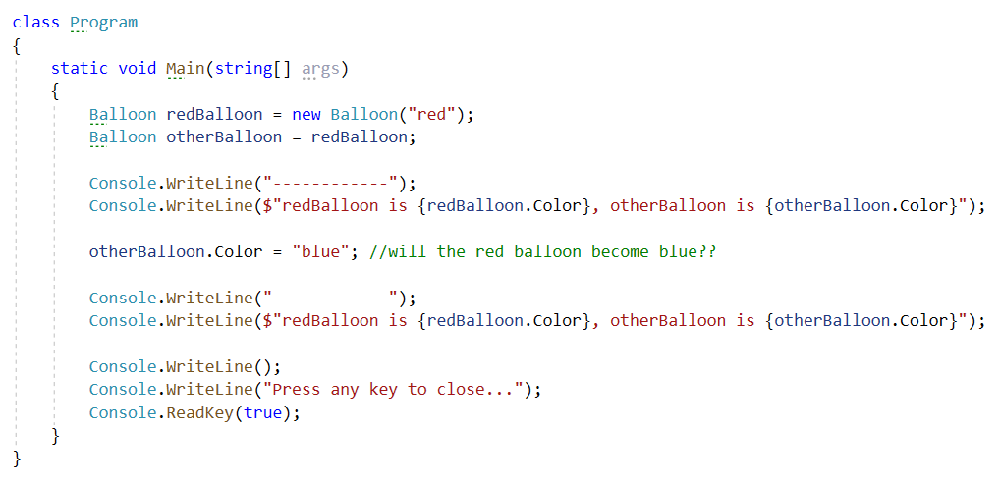 class Program
{
    static void Main(string[] args)
    {
        Balloon redBalloon = new Balloon("red");
        Balloon otherBalloon = redBalloon;

        Console.WriteLine("------------");
        Console.WriteLine($"redBalloon is {redBalloon.Color}, otherBalloon is {otherBalloon.Color}");

        otherBalloon.Color = "blue"; //will the red balloon become blue??

        Console.WriteLine("------------");
        Console.WriteLine($"redBalloon is {redBalloon.Color}, otherBalloon is {otherBalloon.Color}");

        Console.WriteLine();
        Console.WriteLine("Press any key to close...");
        Console.ReadKey(true);
    }
}